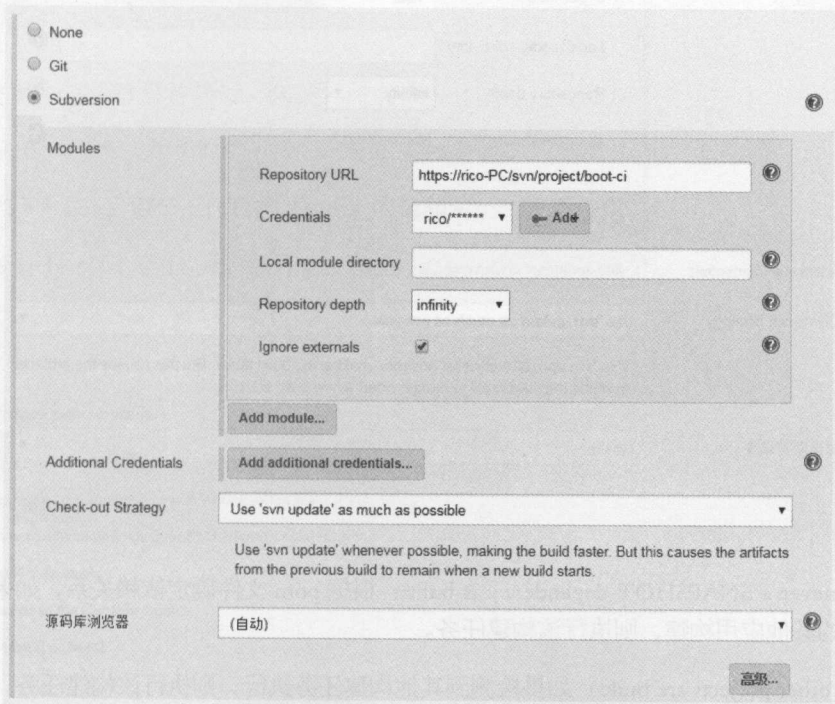 None
Git
Subversion
Modules
Repository URL https://rico-PC/svn/project/boot-ci
Credentials rico/****** Add
Local module directory .
Repository depth infinity
Ignore externals
Add module...
Additional Credentials Add additional credentials...
Check-out Strategy Use 'svn update' as much as possible
Use 'svn update' whenever possible, making the build faster. But this causes the artifacts
from the previous build to remain when a new build starts.
源码库浏览器 (自动)
高级...